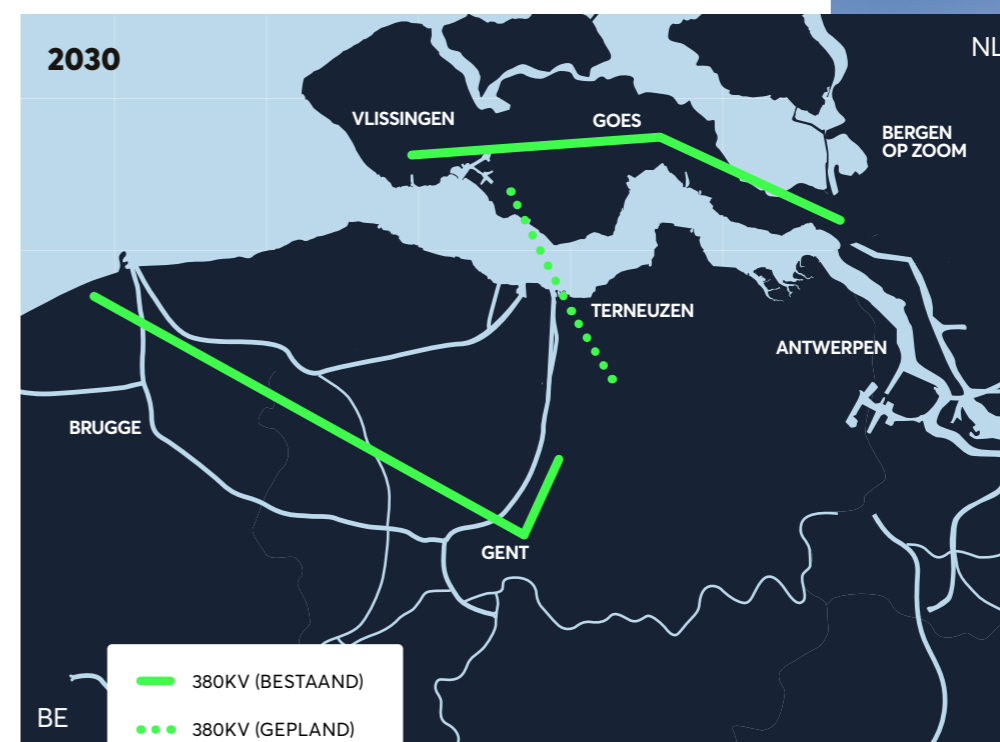 2030
NL
VLISSINGEN
GOES
BERGEN
OP ZOOM
TERNEUZEN
ANTWERPEN
BRUGGE
GENT
380KV (BESTAAND)
380KV (GEPLAND)
BE